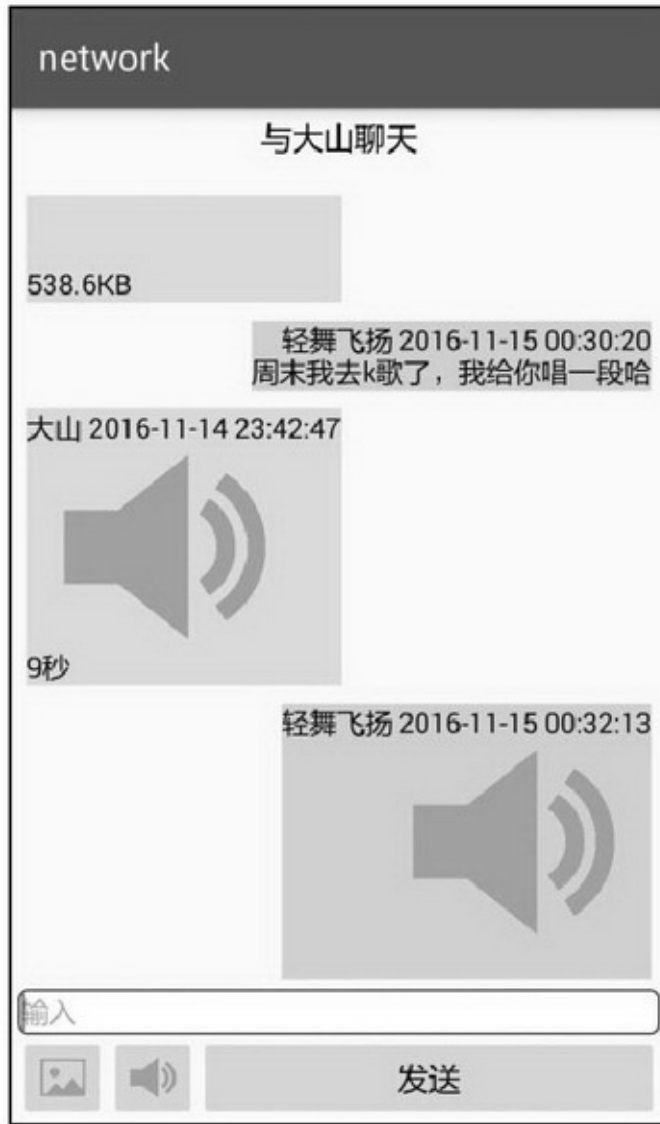 network
与大山聊天
538.6KB
轻舞飞扬 2016-11-15 00:30:20
周末我去k歌了，我给你唱一段哈
大山 2016-11-14 23:42:47
9秒
轻舞飞扬 2016-11-15 00:32:13
输入
发送